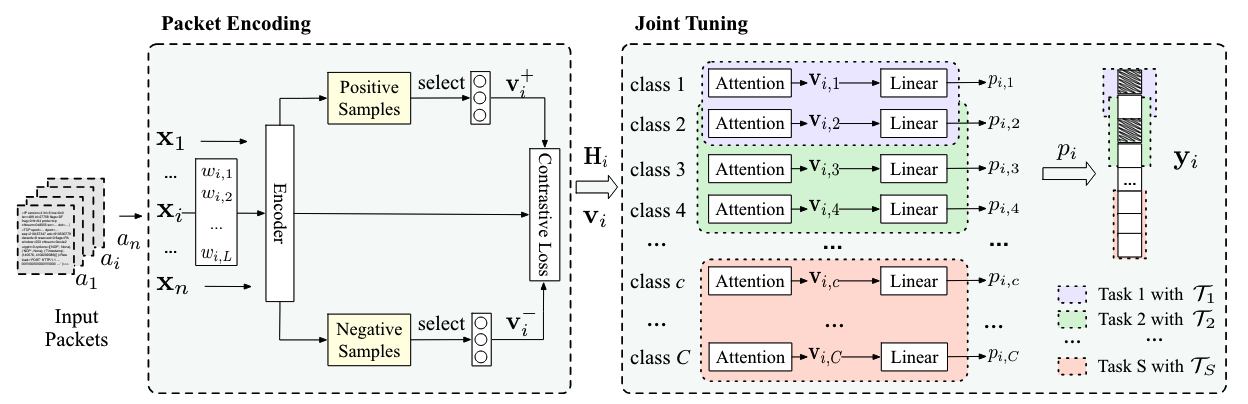 Packet Encoding
Joint Tuning
Input
Packets
a_1
a_i
a_n
x_1
...
x_i
...
x_n
w_{i,1}
w_{i,2}
...
w_{i,L}
Encoder
Positive
Samples
select
v_i^+
Negative
Samples
select
v_i^-
Contrastive Loss
H_i
v_i
class 1 Attention v_{i,1} Linear p_{i,1}
class 2 Attention v_{i,2} Linear p_{i,2}
class 3 Attention v_{i,3} Linear p_{i,3}
class 4 Attention v_{i,4} Linear p_{i,4}
... ... ...
class c Attention v_{i,c} Linear p_{i,c}
... ... ...
class C Attention v_{i,C} Linear p_{i,C}
p_i
...
y_i
Task 1 with T_1
Task 2 with T_2
... ...
Task S with T_S